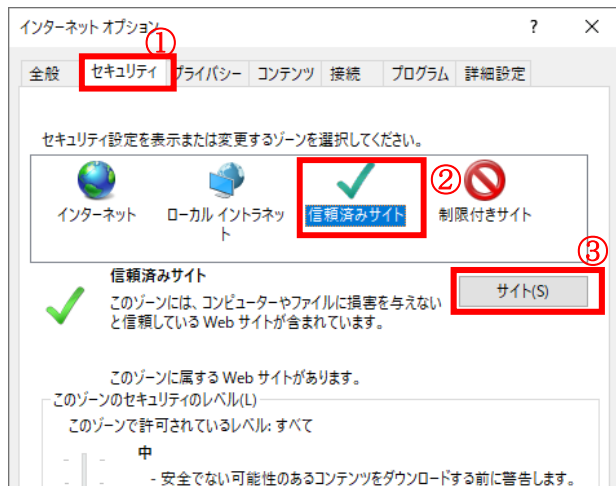 インターネット オプション ? ×
①
全般 セキュリティ プライバシー コンテンツ 接続 プログラム 詳細設定
セキュリティ設定を表示または変更するゾーンを選択してください。
②
インターネット ローカル イントラネット 信頼済みサイト 制限付きサイト
③
信頼済みサイト
サイト(S)
このゾーンには、コンピューターやファイルに損害を与えない
と信頼している Web サイトが含まれています。
このゾーンに属する Web サイトがあります。
このゾーンのセキュリティのレベル(L)
このゾーンで許可されているレベル: すべて
中
- 安全でない可能性のあるコンテンツをダウンロードする前に警告します。